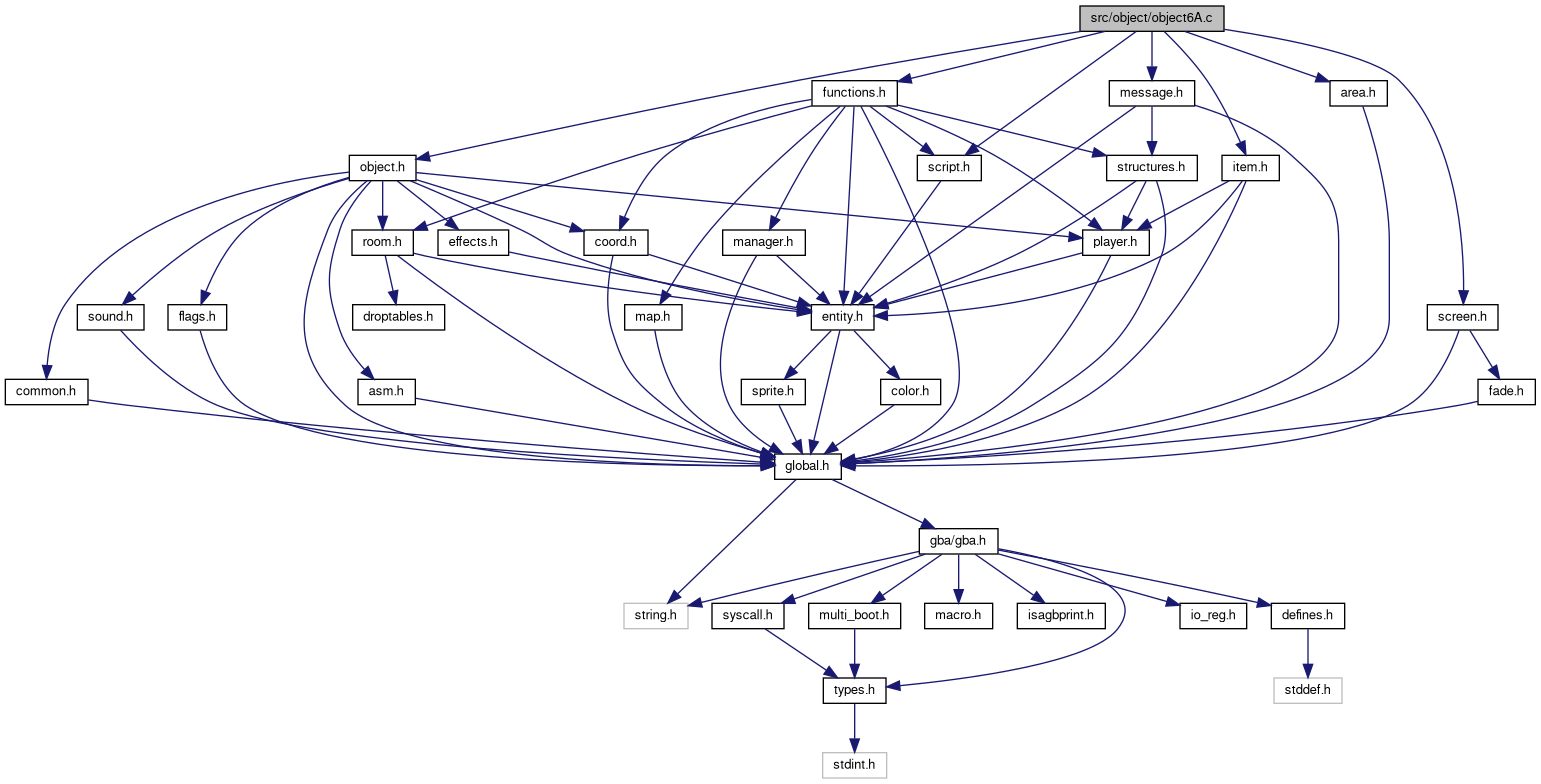 src/object/object6A.c
functions.h
message.h
area.h
object.h
script.h
structures.h
item.h
room.h
effects.h
coord.h
manager.h
player.h
sound.h
flags.h
droptables.h
map.h
entity.h
screen.h
common.h
asm.h
sprite.h
color.h
fade.h
global.h
gba/gba.h
string.h
syscall.h
multi_boot.h
macro.h
isagbprint.h
io_reg.h
defines.h
types.h
stddef.h
stdint.h